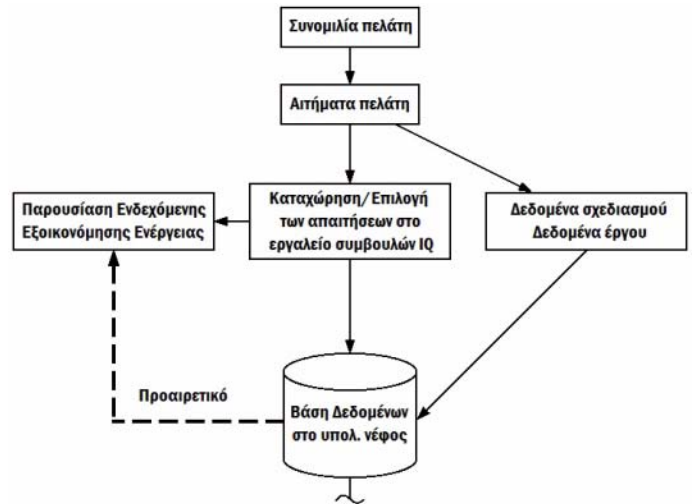 Συνομιλία πελάτη
Αιτήματα πελάτη
Παρουσίαση Ενδεχόμενης
Εξοικονόμησης Ενέργειας
Καταχώρηση/Επιλογή
των απαιτήσεων στο
εργαλείο συμβουλών IQ
Δεδομένα σχεδιασμού
Δεδομένα έργου
Προαιρετικό
Βάση Δεδομένων
στο υπολ. νέφος